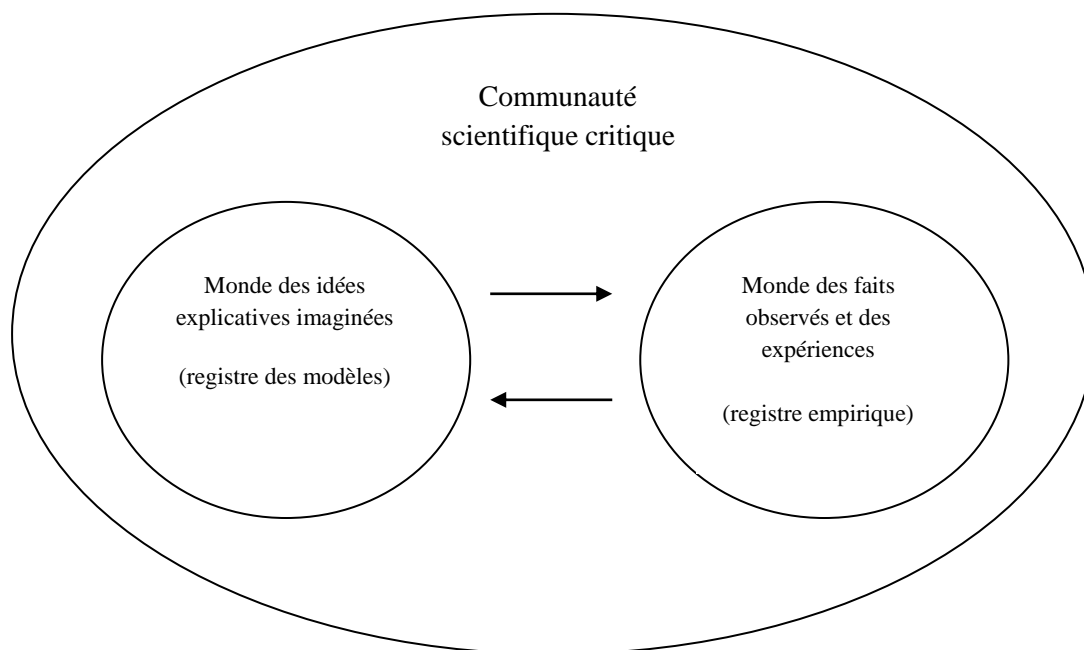 Communauté
scientifique critique
Monde des idées
explicatives imaginées
(registre des modèles)
Monde des faits
observés et des
expériences
(registre empirique)